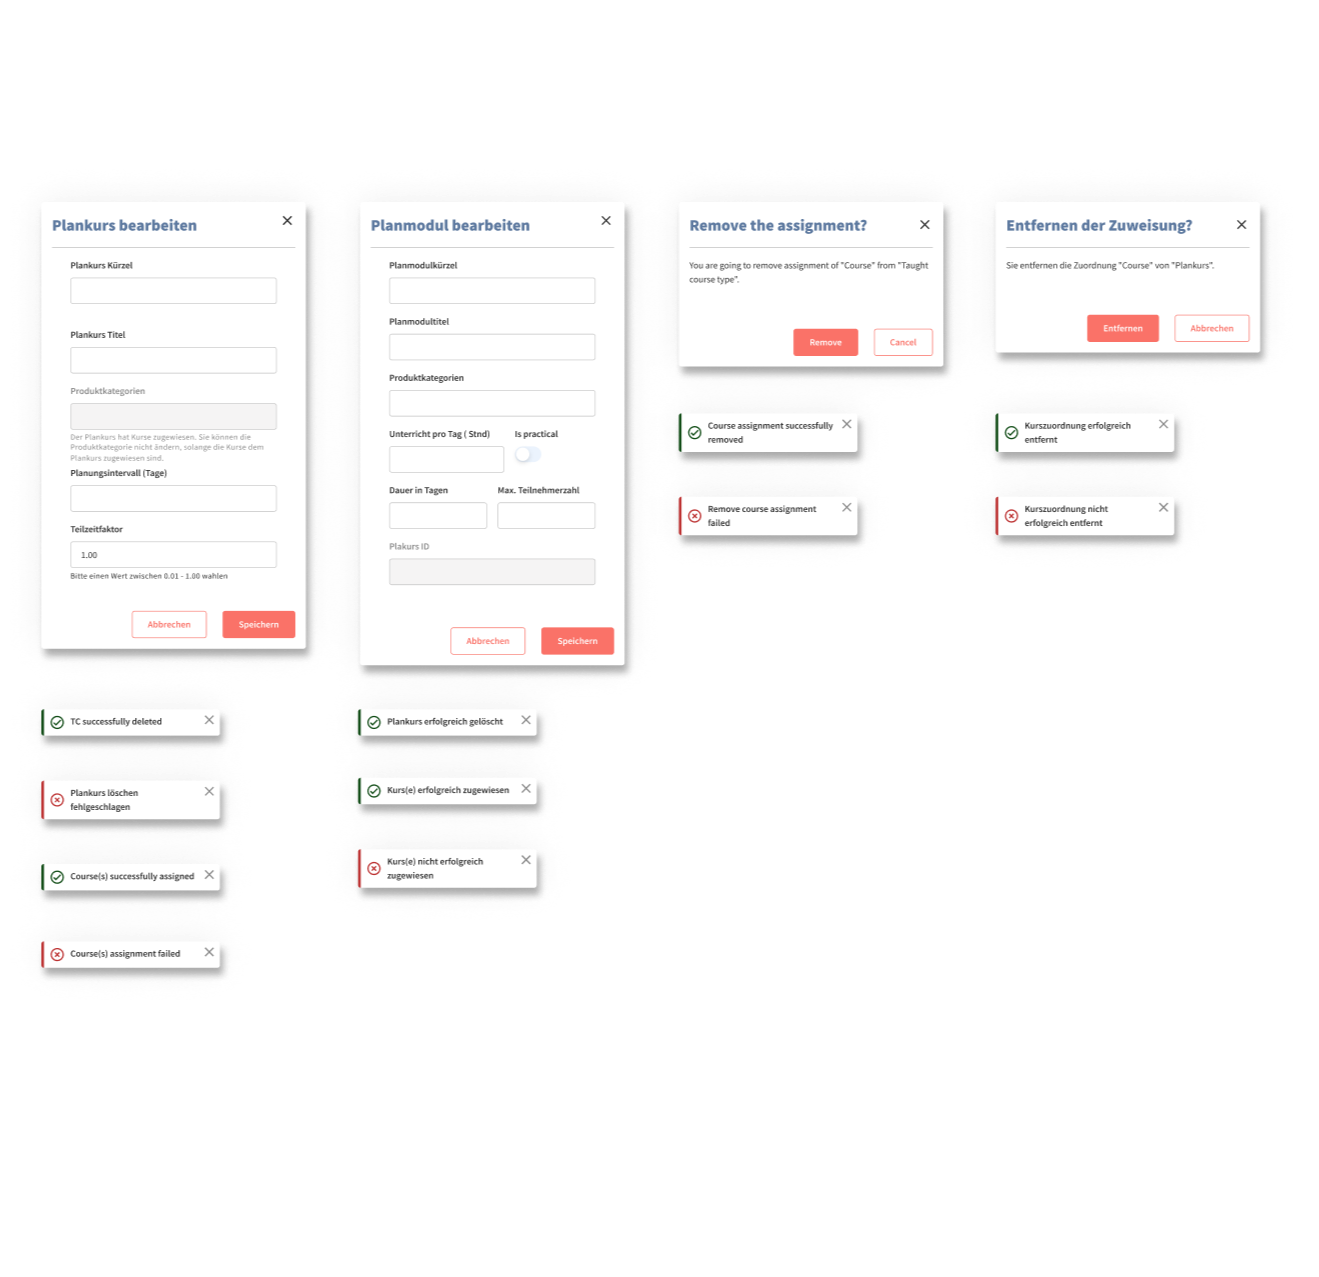 Plankurs bearbeiten
Plankurs Kürzel
Plankurs Titel
Produktkategorien
Der Plankurs hat Kurse zugewiesen. Sie können die
Produktkategorie nicht ändern, solange die Kurse dem
Plankurs zugewiesen sind.
Planungsintervall (Tage)
Teilzeitfaktor
1.00
Bitte einen Wert zwischen 0.01 - 1.00 wahlen
Abbrechen
Speichern
Planmodul bearbeiten
Planmodulkürzel
Planmodultitel
Produktkategorien
Unterricht pro Tag ( Stnd)
Is practical
Dauer in Tagen
Max. Teilnehmerzahl
Plakurs ID
Abbrechen
Speichern
Remove the assignment?
You are going to remove assignment of "Course" from "Taught
course type".
Remove
Cancel
Course assignment successfully
removed
Remove course assignment
failed
Entfernen der Zuweisung?
Sie entfernen die Zuordnung "Course" von "Plankurs".
Entfernen
Abbrechen
Kurszuordnung erfolgreich
entfernt
Kurszuordnung nicht
erfolgreich entfernt
TC successfully deleted
Plankurs löschen
fehlgeschlagen
Course(s) successfully assigned
Course(s) assignment failed
Plankurs erfolgreich gelöscht
Kurs(e) erfolgreich zugewiesen
Kurs(e) nicht erfolgreich
zugewiesen